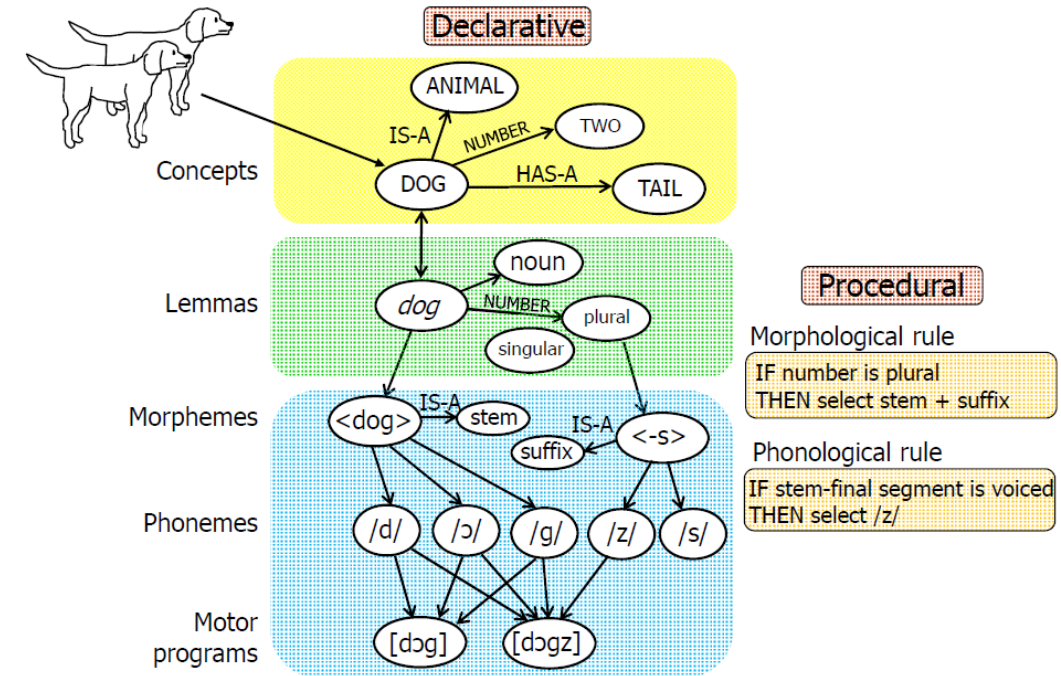 Declarative
ANIMAL
IS-A
NUMBER
TWO
Concepts
DOG
HAS-A
TAIL
noun
Lemmas
dog
NUMBER
plural
singular
Procedural
Morphological rule
IF number is plural
THEN select stem + suffix
Morphemes
<dog>
IS-A
stem
IS-A
suffix
<-s>
Phonological rule
IF stem-final segment is voiced
THEN select /z/
Phonemes
/d/
/ɔ/
/g/
/z/
/s/
Motor
programs
[dɔg]
[dɔgz]